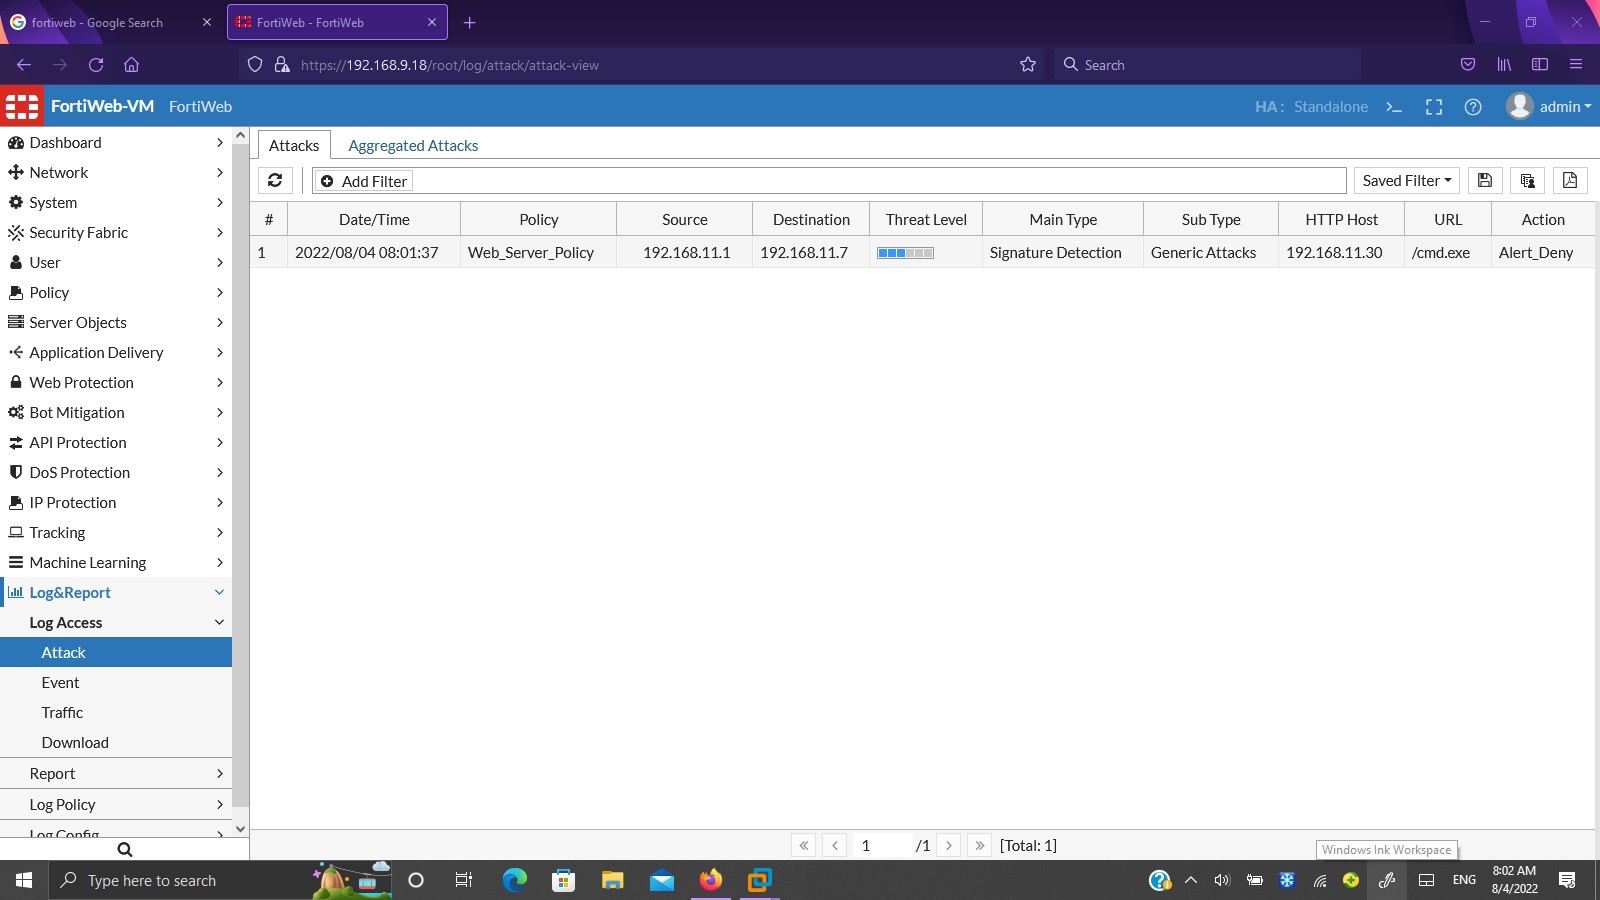 fortiweb - Google Search
FortiWeb - FortiWeb
https://192.168.9.18/root/log/attack/attack-view
Search
FortiWeb-VM FortiWeb
HA: Standalone
admin
Dashboard
Network
System
Security Fabric
User
Policy
Server Objects
Application Delivery
Web Protection
Bot Mitigation
API Protection
DoS Protection
IP Protection
Tracking
Machine Learning
Log&Report
Log Access
Attack
Event
Traffic
Download
Report
Log Policy
Log Config
Attacks Aggregated Attacks
Add Filter
Saved Filter
# Date/Time Policy Source Destination Threat Level Main Type Sub Type HTTP Host URL Action
1 2022/08/04 08:01:37 Web_Server_Policy 192.168.11.1 192.168.11.7 Signature Detection Generic Attacks 192.168.11.30 /cmd.exe Alert_Deny
« ‹ 1 /1 › » [Total: 1]
Windows Ink Workspace
Type here to search
ENG
8:02 AM
8/4/2022